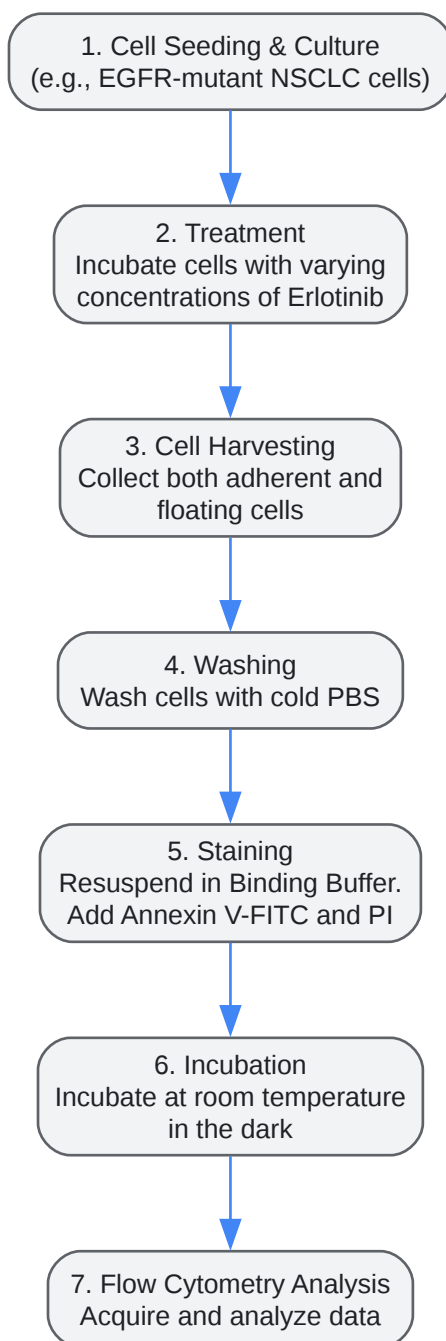 1. Cell Seeding & Culture
(e.g., EGFR-mutant NSCLC cells)
2. Treatment
Incubate cells with varying
concentrations of Erlotinib
3. Cell Harvesting
Collect both adherent and
floating cells
4. Washing
Wash cells with cold PBS
5. Staining
Resuspend in Binding Buffer.
Add Annexin V-FITC and PI
6. Incubation
Incubate at room temperature
in the dark
7. Flow Cytometry Analysis
Acquire and analyze data